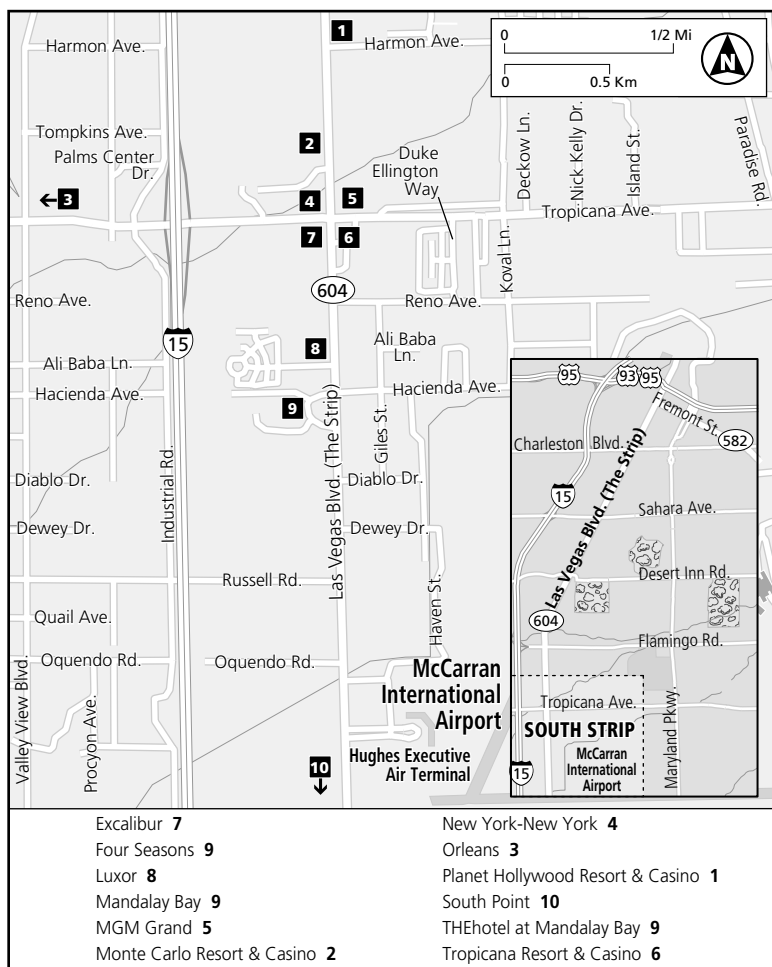 1
Harmon Ave.
Harmon Ave.
0
1/2 Mi
0
0.5 Km
N
Tompkins Ave.
Palms Center
Dr.
2
Duke
Ellington
Way
Deckow Ln.
Nick Kelly Dr.
Island St.
Paradise Rd.
3
4
5
Tropicana Ave.
7
6
Koval Ln.
604
Reno Ave.
Reno Ave.
15
8
Ali Baba
Ln.
Ali Baba Ln.
Hacienda Ave.
Hacienda Ave.
9
Las Vegas Blvd. (The Strip)
Giles St.
Industrial Rd.
Diablo Dr.
Diablo Dr.
Dewey Dr.
Dewey Dr.
Russell Rd.
Haven St.
Quail Ave.
Oquendo Rd.
Oquendo Rd.
Valley View Blvd.
Procyon Ave.
McCarran
International
Airport
Hughes Executive
Air Terminal
10
95
93
95
Fremont St.
582
Charleston Blvd.
15
Las Vegas Blvd. (The Strip)
Sahara Ave.
Desert Inn Rd.
604
Flamingo Rd.
Tropicana Ave.
Maryland Pkwy.
SOUTH STRIP
McCarran
International
Airport
15
Excalibur 7
Four Seasons 9
Luxor 8
Mandalay Bay 9
MGM Grand 5
Monte Carlo Resort & Casino 2
New York-New York 4
Orleans 3
Planet Hollywood Resort & Casino 1
South Point 10
THEhotel at Mandalay Bay 9
Tropicana Resort & Casino 6